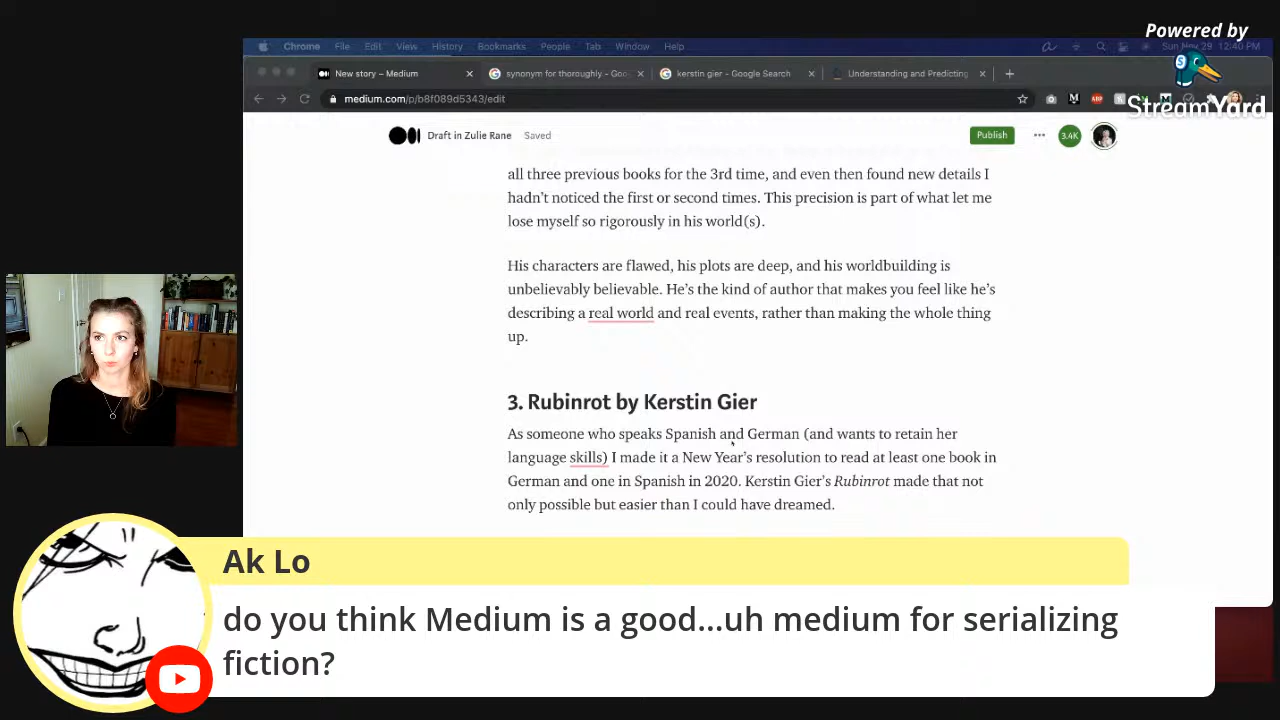 Powered by
StreamYard
Chrome File Edit View History Bookmarks People Tab Window Help
Sun Nov 29 12:40 PM
New story – Medium
synonym for thoroughly - Goo
kerstin gier - Google Search
Understanding and Predicting
medium.com/p/b8f089d5343/edit
Draft in Zulie Rane Saved
Publish
3.4K
all three previous books for the 3rd time, and even then found new details I
hadn't noticed the first or second times. This precision is part of what let me
lose myself so rigorously in his world(s).
His characters are flawed, his plots are deep, and his worldbuilding is
unbelievably believable. He's the kind of author that makes you feel like he's
describing a real world and real events, rather than making the whole thing
up.
3. Rubinrot by Kerstin Gier
As someone who speaks Spanish and German (and wants to retain her
language skills) I made it a New Year's resolution to read at least one book in
German and one in Spanish in 2020. Kerstin Gier's Rubinrot made that not
only possible but easier than I could have dreamed.
Ak Lo
do you think Medium is a good...uh medium for serializing
fiction?